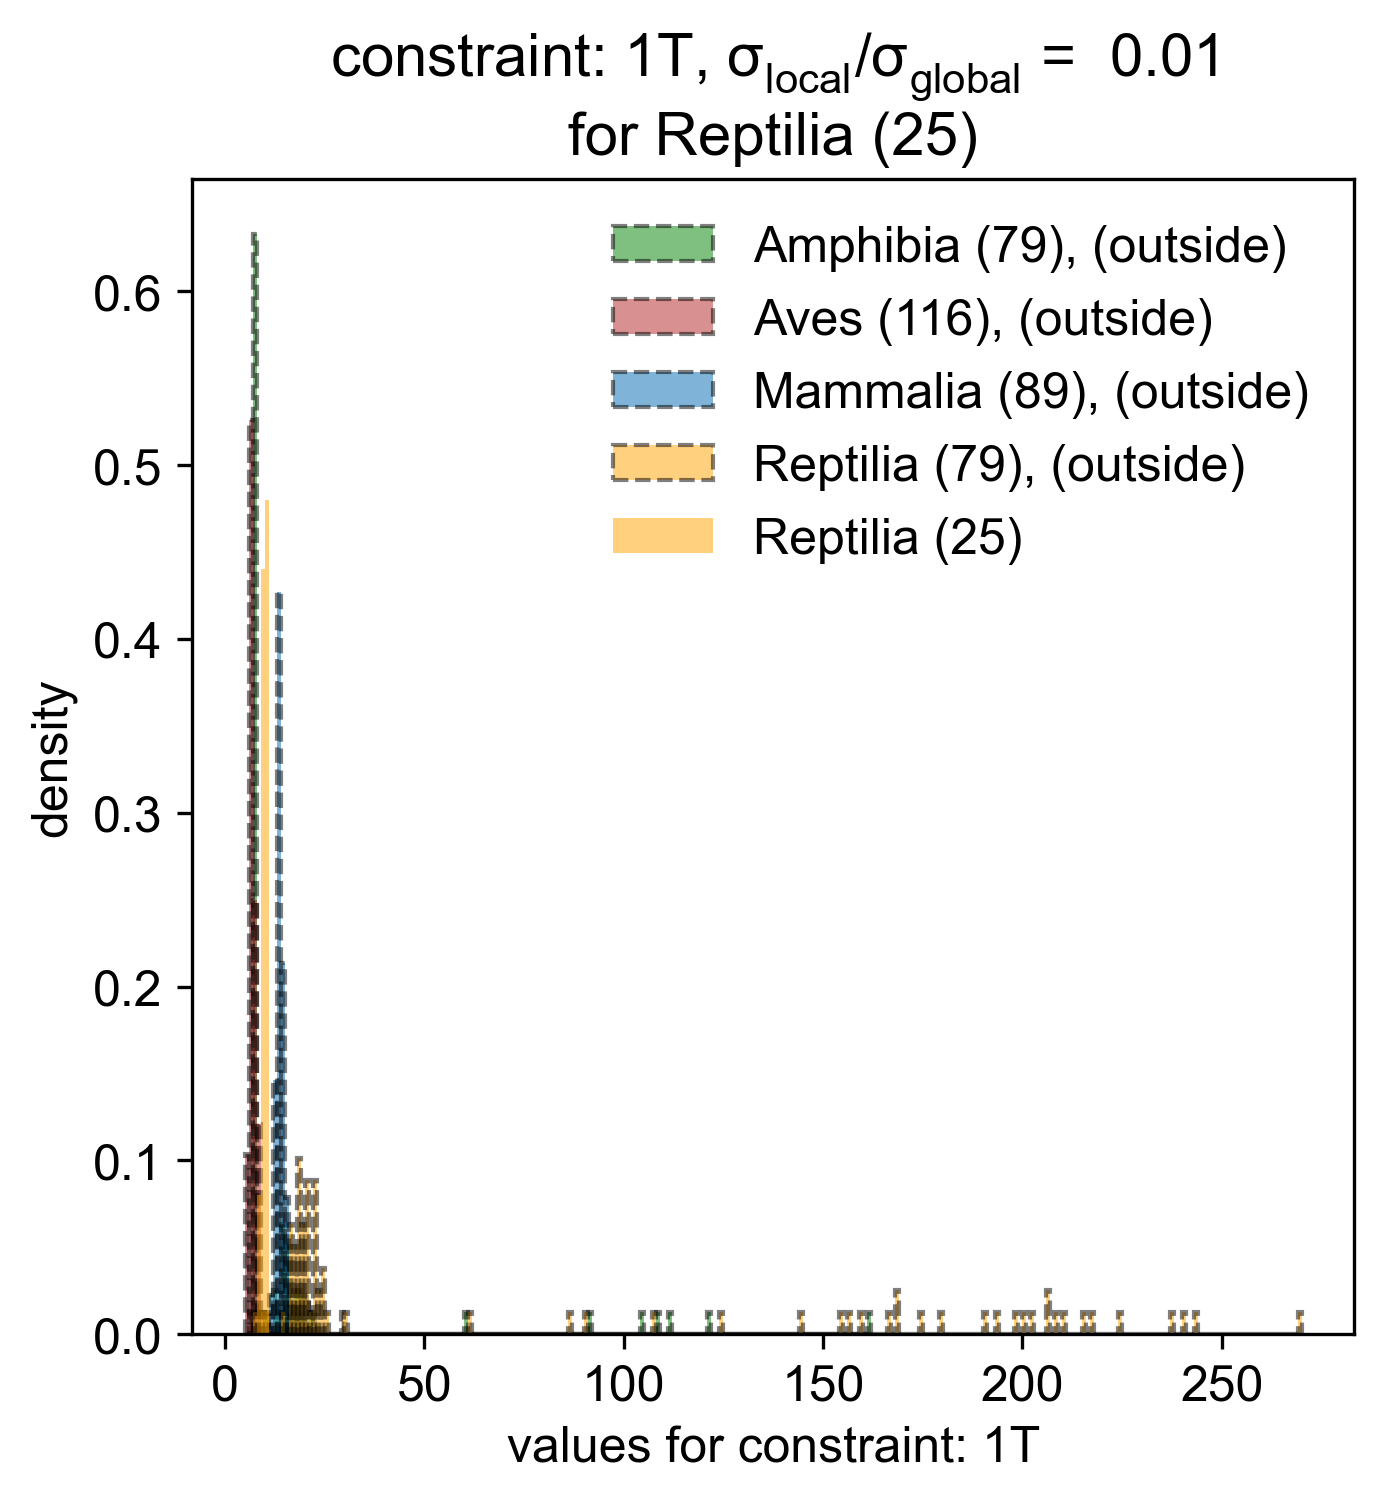 constraint: 1T, σlocal/σglobal = 0.01
for Reptilia (25)
Amphibia (79), (outside)
Aves (116), (outside)
Mammalia (89), (outside)
Reptilia (79), (outside)
Reptilia (25)
density
0.6
0.5
0.4
0.3
0.2
0.1
0.0
0 50 100 150 200 250
values for constraint: 1T